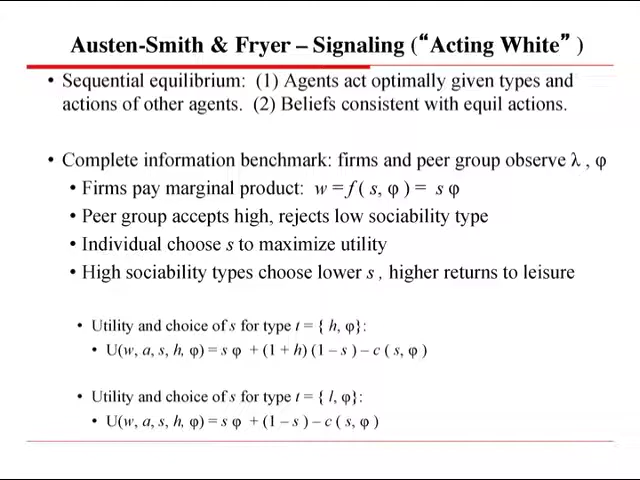 Austen-Smith & Fryer – Signaling (“Acting White” )
• Sequential equilibrium: (1) Agents act optimally given types and
actions of other agents. (2) Beliefs consistent with equil actions.
• Complete information benchmark: firms and peer group observe λ , φ
• Firms pay marginal product: w = f ( s, φ ) = s φ
• Peer group accepts high, rejects low sociability type
• Individual choose s to maximize utility
• High sociability types choose lower s , higher returns to leisure
• Utility and choice of s for type t = { h, φ}:
• U(w, a, s, h, φ) = s φ + (1 + h) (1 – s ) – c ( s, φ )
• Utility and choice of s for type t = { l, φ}:
• U(w, a, s, h, φ) = s φ + (1 – s ) – c ( s, φ )